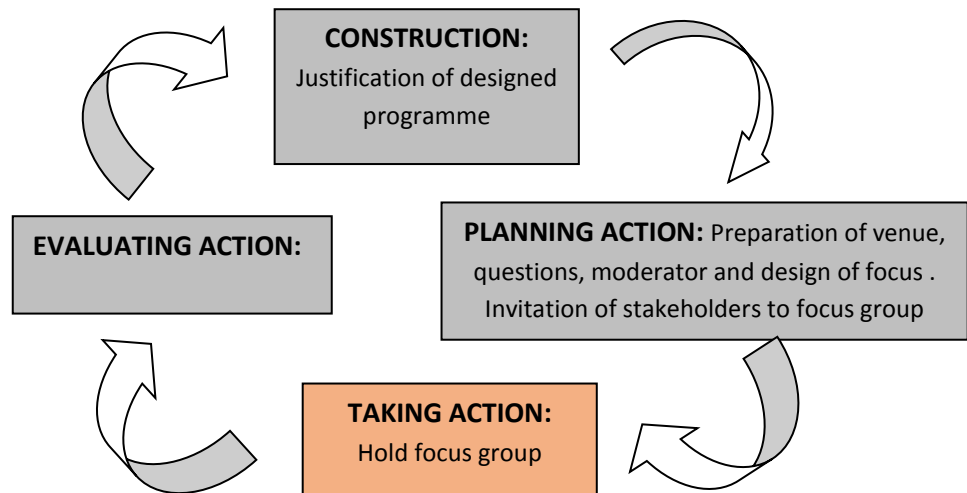 CONSTRUCTION:
Justification of designed
programme
EVALUATING ACTION:
PLANNING ACTION: Preparation of venue,
questions, moderator and design of focus .
Invitation of stakeholders to focus group
TAKING ACTION:
Hold focus group